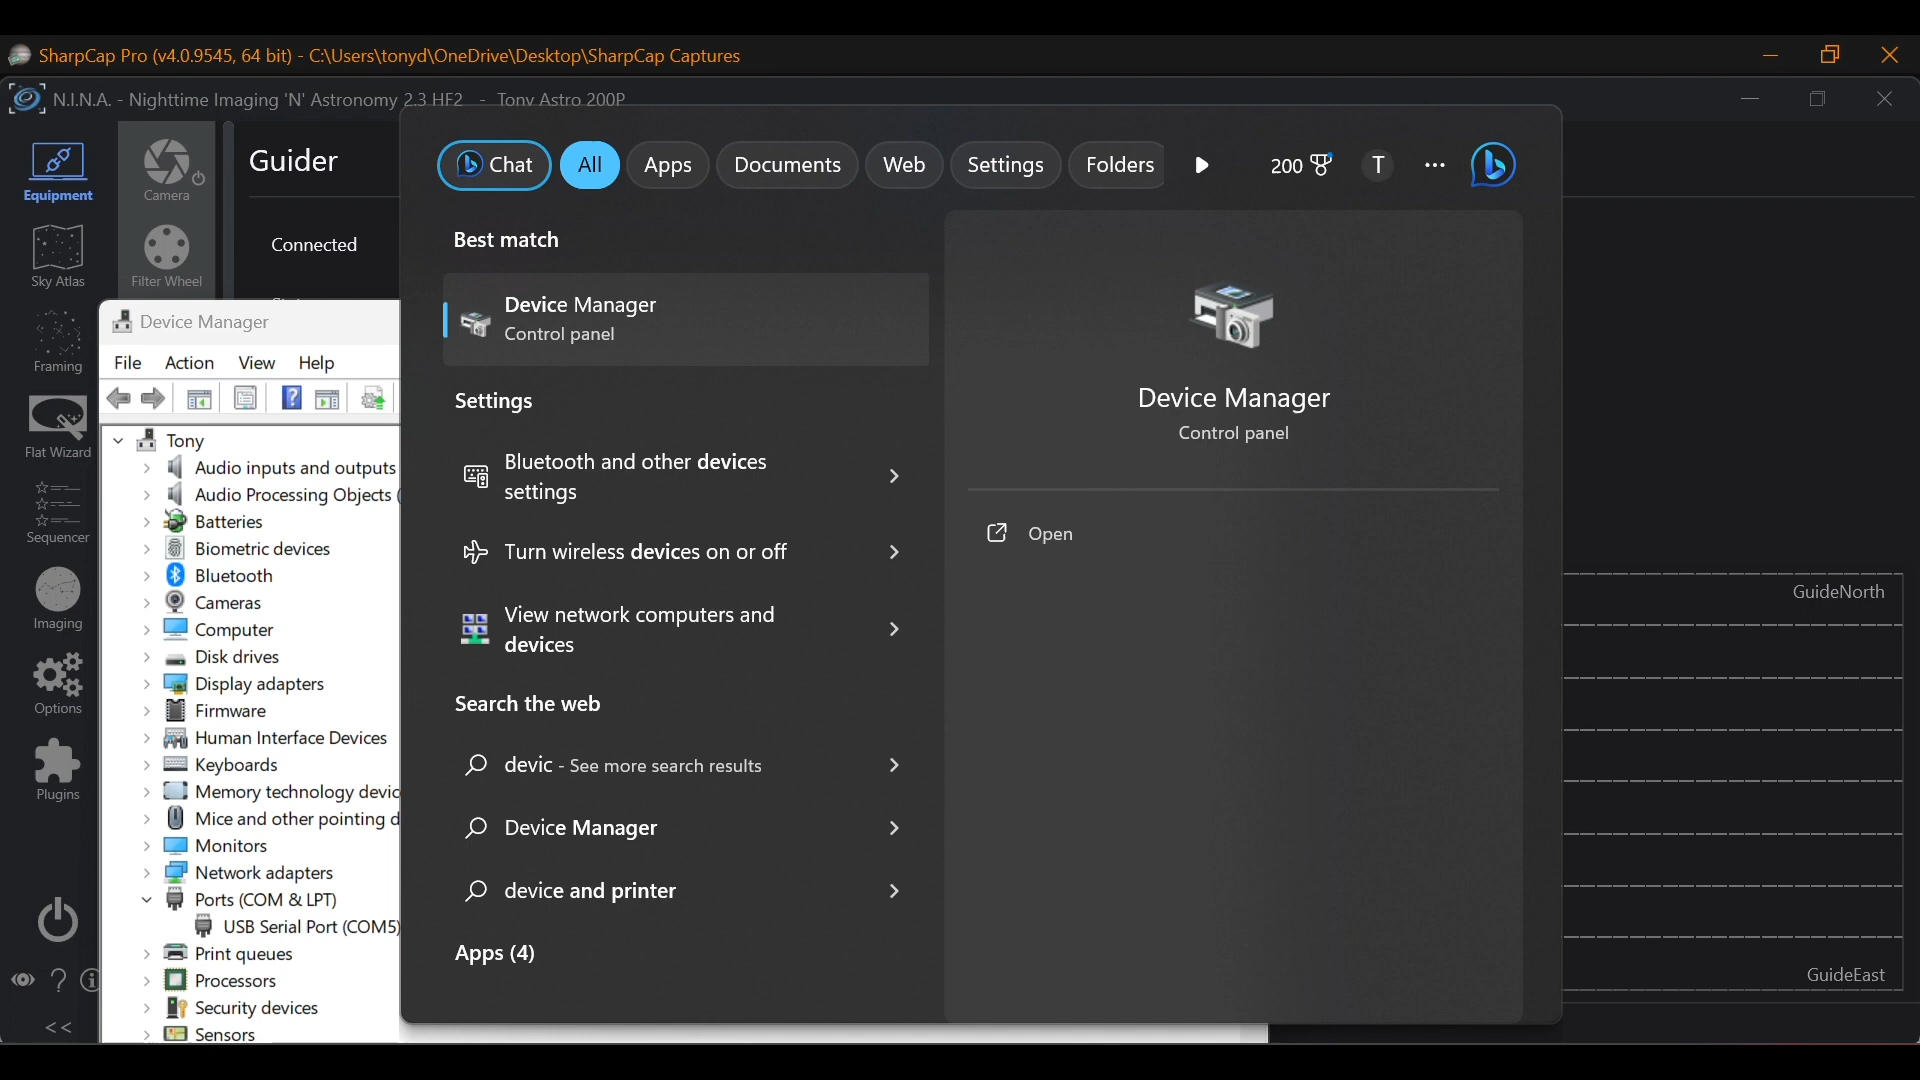 SharpCap Pro (v4.0.9545, 64 bit) - C:\Users\tonyd\OneDrive\Desktop\SharpCap Captures
N.I.N.A. - Nighttime Imaging 'N' Astronomy 2.3 HF2 - Tony Astro 200P
Equipment
Sky Atlas
Framing
Flat Wizard
Sequencer
Imaging
Options
Plugins
<<
Camera
Filter Wheel
Guider
Connected
Device Manager
File Action View Help
Tony
Audio inputs and outputs
Audio Processing Objects (
Batteries
Biometric devices
Bluetooth
Cameras
Computer
Disk drives
Display adapters
Firmware
Human Interface Devices
Keyboards
Memory technology devic
Mice and other pointing d
Monitors
Network adapters
Ports (COM & LPT)
USB Serial Port (COM5)
Print queues
Processors
Security devices
Sensors
Chat All Apps Documents Web Settings Folders 200 T ...
Best match
Device Manager
Control panel
Settings
Bluetooth and other devices
settings
Turn wireless devices on or off
View network computers and
devices
Search the web
devic - See more search results
Device Manager
device and printer
Apps (4)
Device Manager
Control panel
Open
GuideNorth
GuideEast